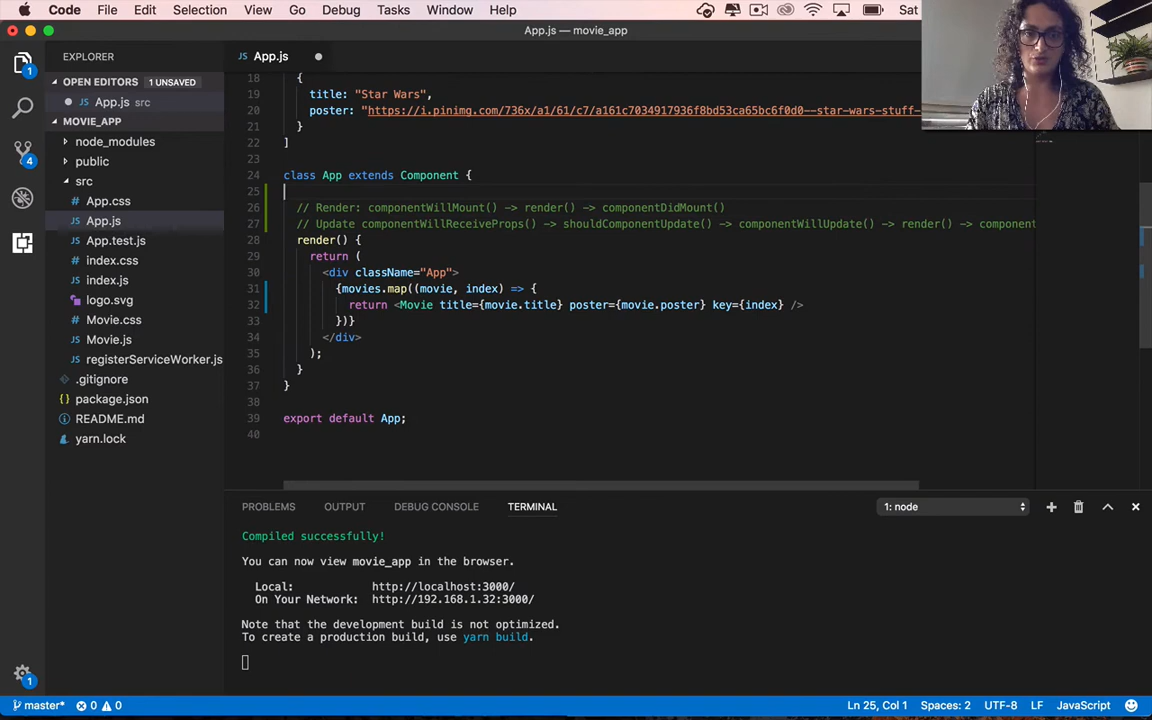 Code File Edit Selection View Go Debug Tasks Window Help Sat
App.js — movie_app
EXPLORER
App.js
OPEN EDITORS 1 UNSAVED
App.js src
MOVIE_APP
node_modules
public
src
App.css
App.js
App.test.js
index.css
index.js
logo.svg
Movie.css
Movie.js
registerServiceWorker.js
.gitignore
package.json
README.md
yarn.lock
1
4
1
18 {
19 title: "Star Wars",
20 poster: "https://i.pinimg.com/736x/a1/61/c7/a161c7034917936f8bd53ca65bc6f0d0--star-wars-stuff-
21 }
22 ]
23
24 class App extends Component {
25
26 // Render: componentWillMount() -> render() -> componentDidMount()
27 // Update componentWillReceiveProps() -> shouldComponentUpdate() -> componentWillUpdate() -> render() -> component
28 render() {
29 return (
30 <div className="App">
31 {movies.map((movie, index) => {
32 return <Movie title={movie.title} poster={movie.poster} key={index} />
33 })}
34 </div>
35 );
36 }
37 }
38
39 export default App;
40
PROBLEMS OUTPUT DEBUG CONSOLE TERMINAL 1: node
Compiled successfully!
You can now view movie_app in the browser.
Local: http://localhost:3000/
On Your Network: http://192.168.1.32:3000/
Note that the development build is not optimized.
To create a production build, use yarn build.
master* 0 0 Ln 25, Col 1 Spaces: 2 UTF-8 LF JavaScript